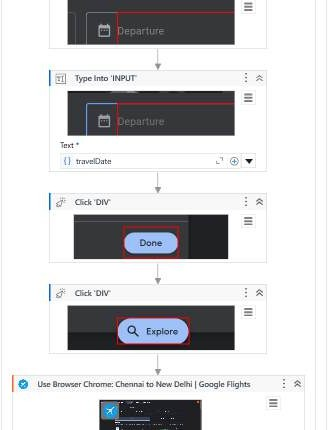 Departure
Type Into 'INPUT'
Departure
Text *
{} travelDate
Click 'DIV'
Done
Click 'DIV'
Explore
Use Browser Chrome: Chennai to New Delhi | Google Flights